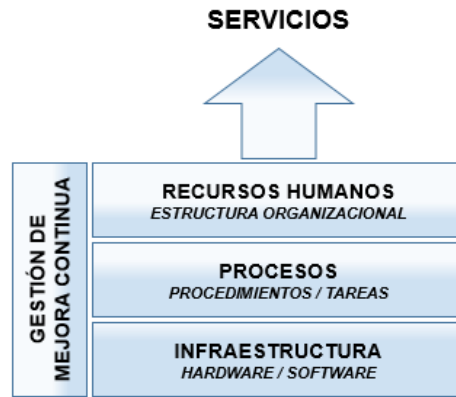 SERVICIOS
GESTIÓN DE
MEJORA CONTINUA
RECURSOS HUMANOS
ESTRUCTURA ORGANIZACIONAL
PROCESOS
PROCEDIMIENTOS / TAREAS
INFRAESTRUCTURA
HARDWARE / SOFTWARE